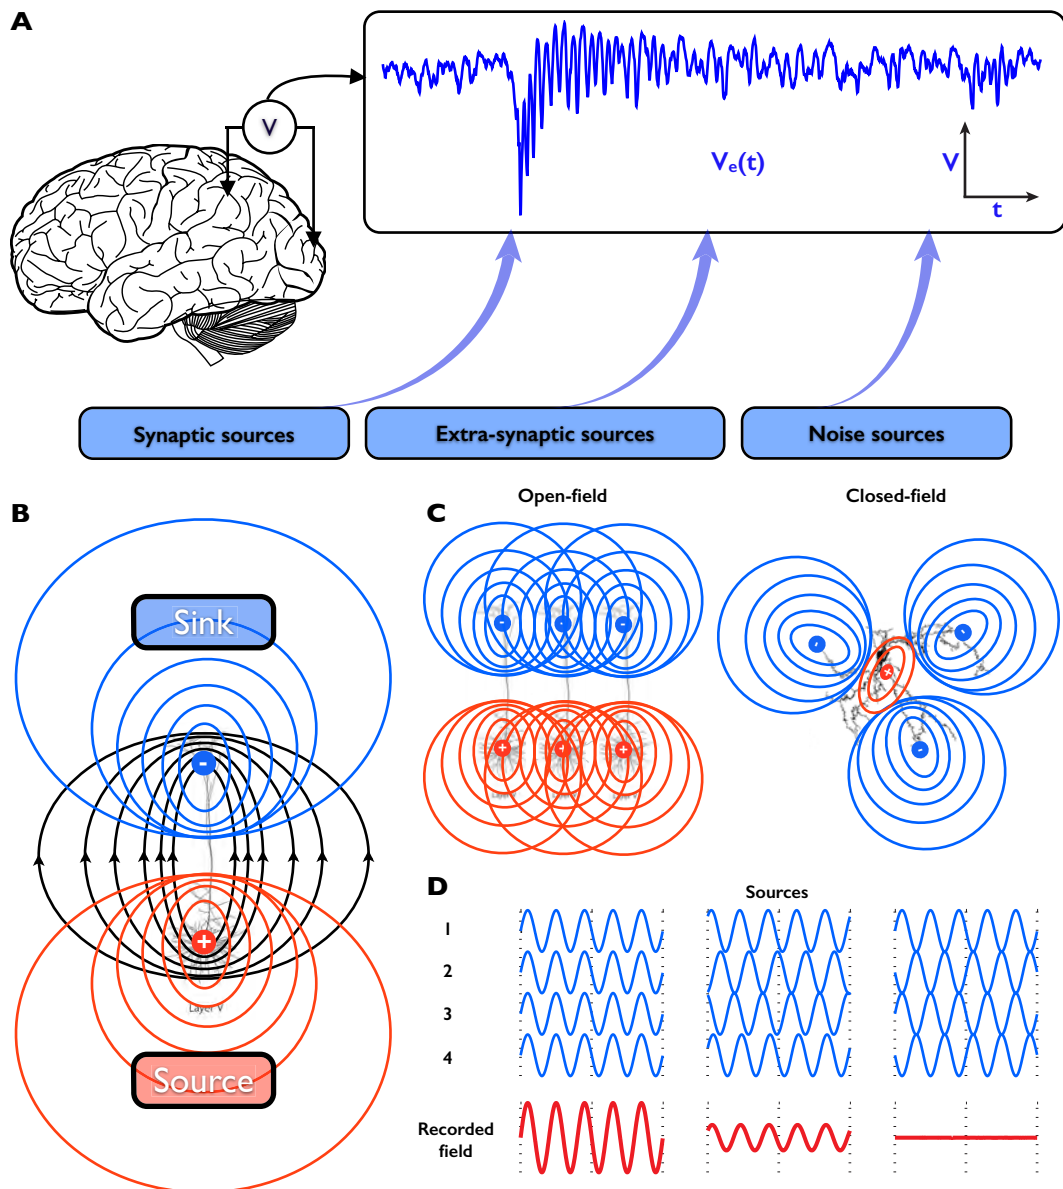 A
V
Vₑ(t)
V
t
Synaptic sources
Extra-synaptic sources
Noise sources
B
Sink
-
+
Layer V
Source
C
Open-field
Closed-field
- - -
+ + +
Layer V
-
-
+
-
D
Sources
1
2
3
4
Recorded
field